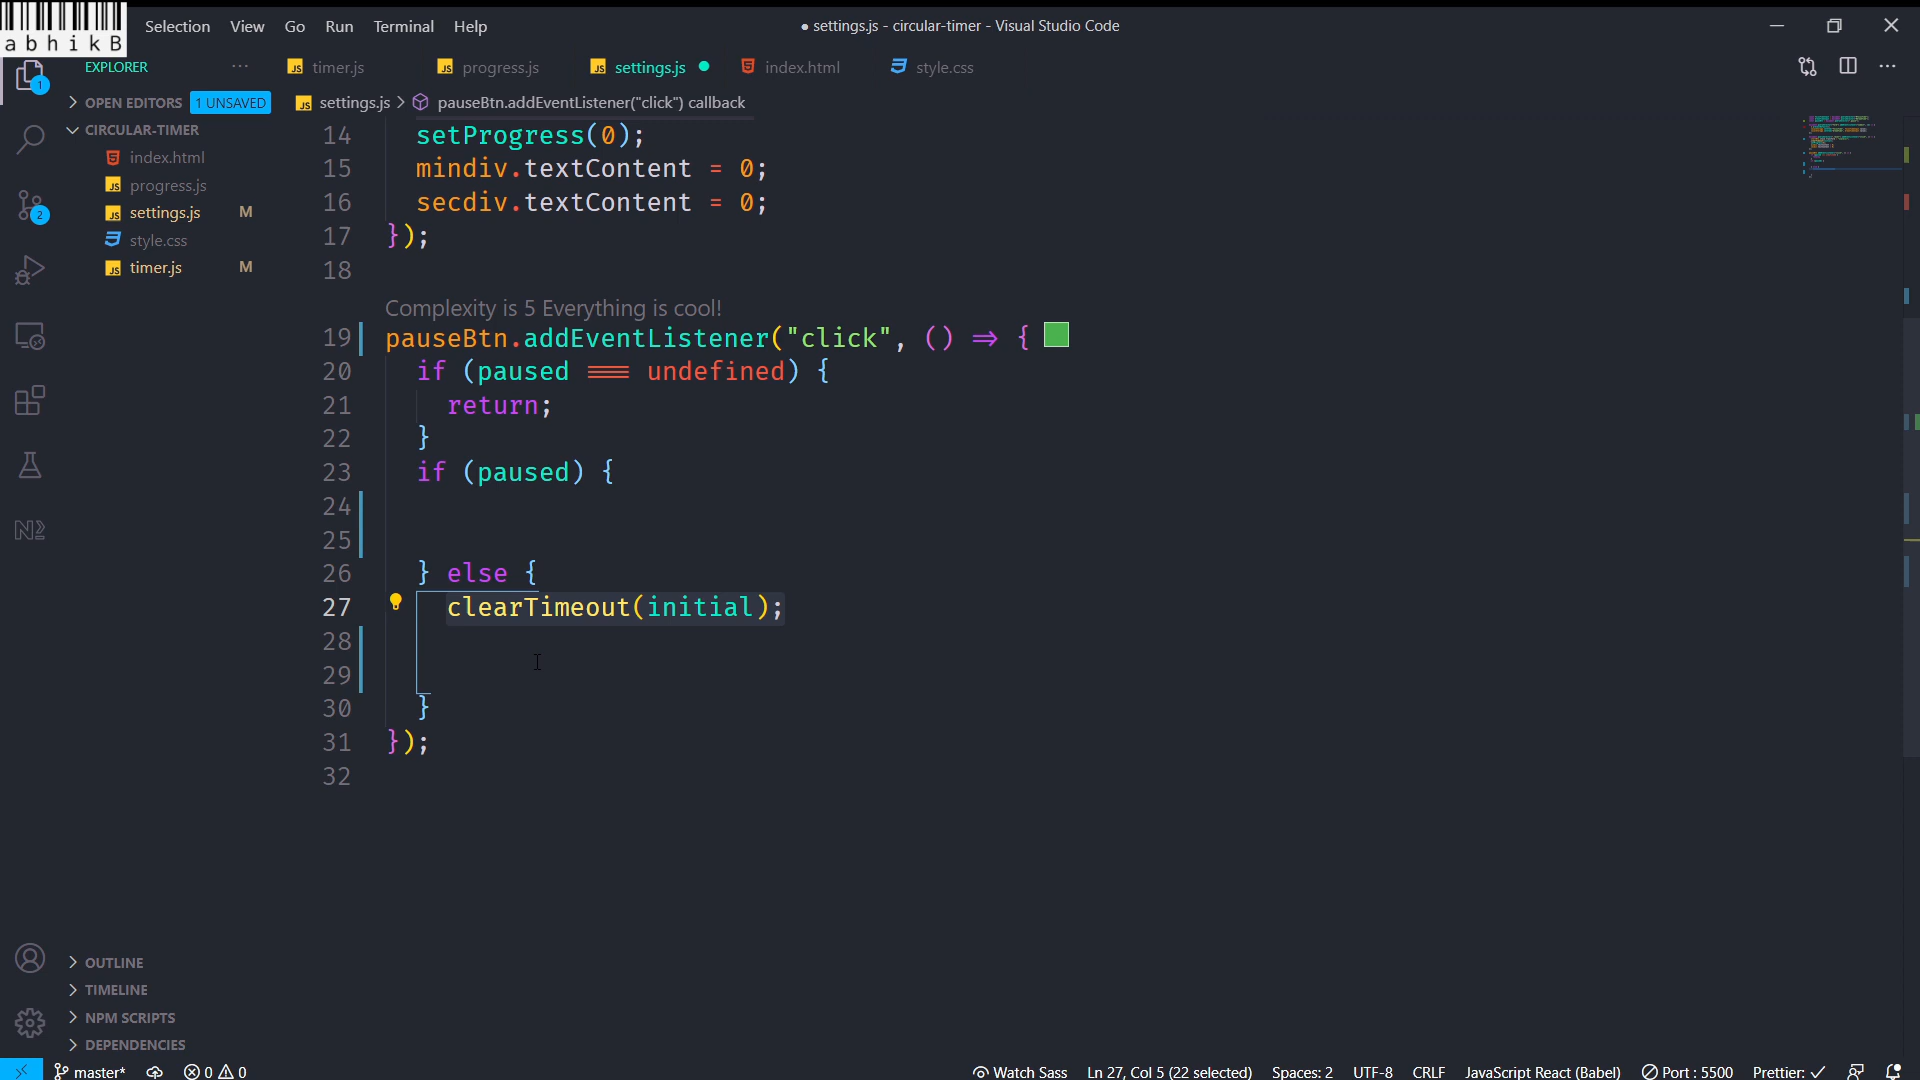 abhikB
Selection View Go Run Terminal Help
● settings.js - circular-timer - Visual Studio Code
EXPLORER ...
timer.js progress.js settings.js index.html style.css
OPEN EDITORS 1 UNSAVED
settings.js > pauseBtn.addEventListener("click") callback
CIRCULAR-TIMER
index.html
progress.js
settings.js M
style.css
timer.js M
1
2
14 setProgress(0);
15 mindiv.textContent = 0;
16 secdiv.textContent = 0;
17 });
18
Complexity is 5 Everything is cool!
19 pauseBtn.addEventListener("click", () => {
20 if (paused === undefined) {
21 return;
22 }
23 if (paused) {
24
25
26 } else {
27 clearTimeout(initial);
28
29
30 }
31 });
32
OUTLINE
TIMELINE
NPM SCRIPTS
DEPENDENCIES
master* 0 0 Watch Sass Ln 27, Col 5 (22 selected) Spaces: 2 UTF-8 CRLF JavaScript React (Babel) Port : 5500 Prettier: ✓